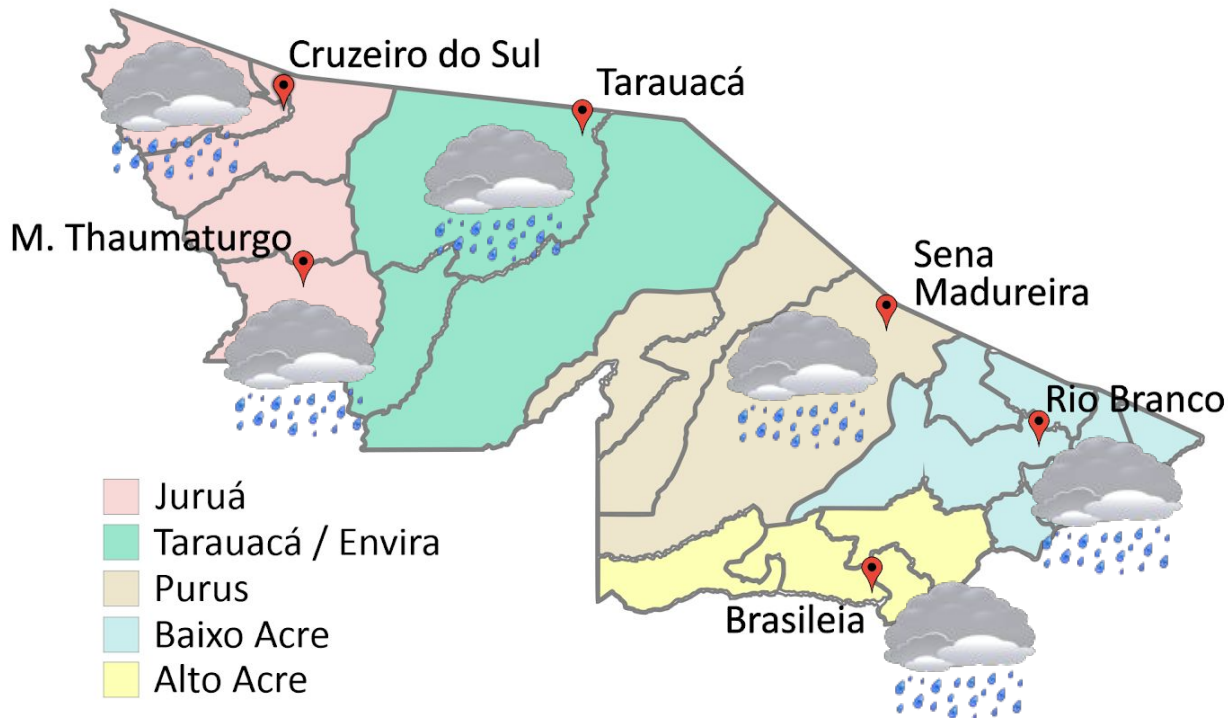 Cruzeiro do Sul
Tarauacá
M. Thaumaturgo
Sena
Madureira
Rio Branco
Brasileia
Juruá
Tarauacá / Envira
Purus
Baixo Acre
Alto Acre